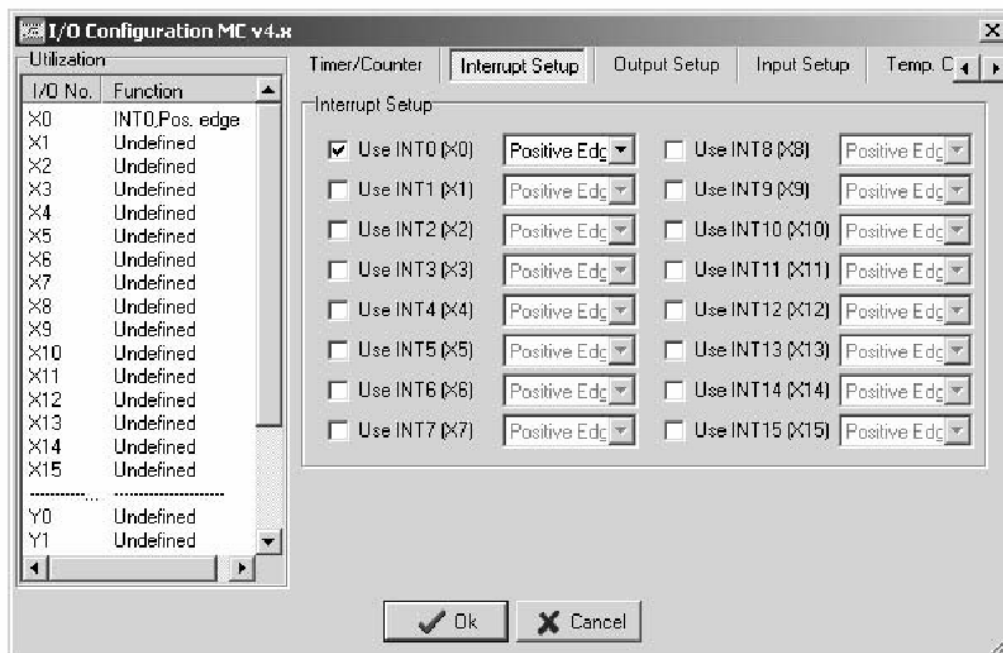 I/O Configuration MC v4.x
Utilization
I/O No. Function
X0 INT0,Pos. edge
X1 Undefined
X2 Undefined
X3 Undefined
X4 Undefined
X5 Undefined
X6 Undefined
X7 Undefined
X8 Undefined
X9 Undefined
X10 Undefined
X11 Undefined
X12 Undefined
X13 Undefined
X14 Undefined
X15 Undefined
-----------... ----------------------
Y0 Undefined
Y1 Undefined
Timer/Counter Interrupt Setup Output Setup Input Setup Temp. C
Interrupt Setup
Use INT0 (X0) Positive Edg Use INT8 (X8) Positive Edg
Use INT1 (X1) Positive Edg Use INT9 (X9) Positive Edg
Use INT2 (X2) Positive Edg Use INT10 (X10) Positive Edg
Use INT3 (X3) Positive Edg Use INT11 (X11) Positive Edg
Use INT4 (X4) Positive Edg Use INT12 (X12) Positive Edg
Use INT5 (X5) Positive Edg Use INT13 (X13) Positive Edg
Use INT6 (X6) Positive Edg Use INT14 (X14) Positive Edg
Use INT7 (X7) Positive Edg Use INT15 (X15) Positive Edg
Ok Cancel